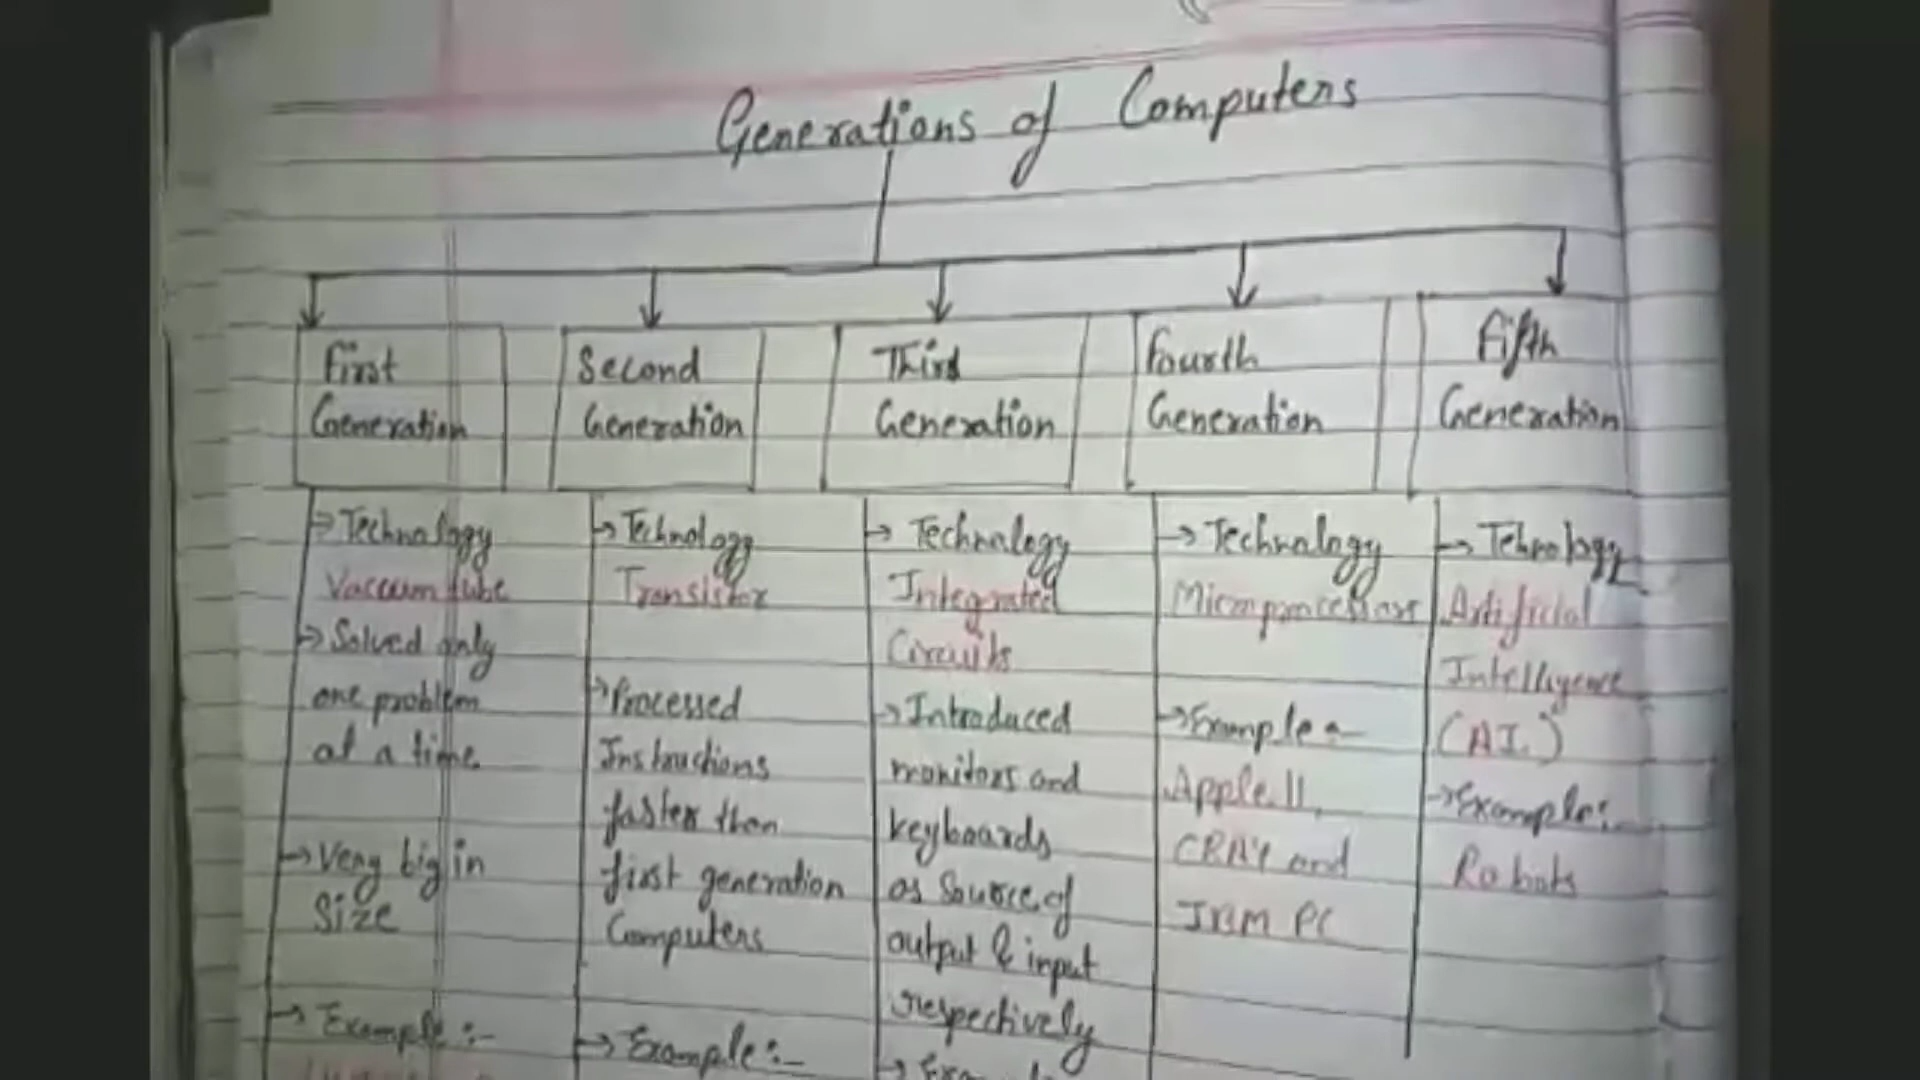 Generations of Computers
First
Generation
Second
Generation
Third
Generation
Fourth
Generation
Fifth
Generation
→ Technology
Vaccum tube
→ Solved only
one problem
at a time.
→ Very big in
Size
→ Example :-
→ Technology
Transistor
→ Processed
Instructions
faster than
first generation
Computers
→ Example :-
→ Technology
Integrated
Circuits
→ Introduced
monitors and
keyboards
as source of
output & input
respectively
→ Technology
Microprocessors
→ Example :-
Apple II,
CRAY and
IBM PC
→ Tehnology
Artificial
Intelligence
(AI.)
→ Example :-
Robots